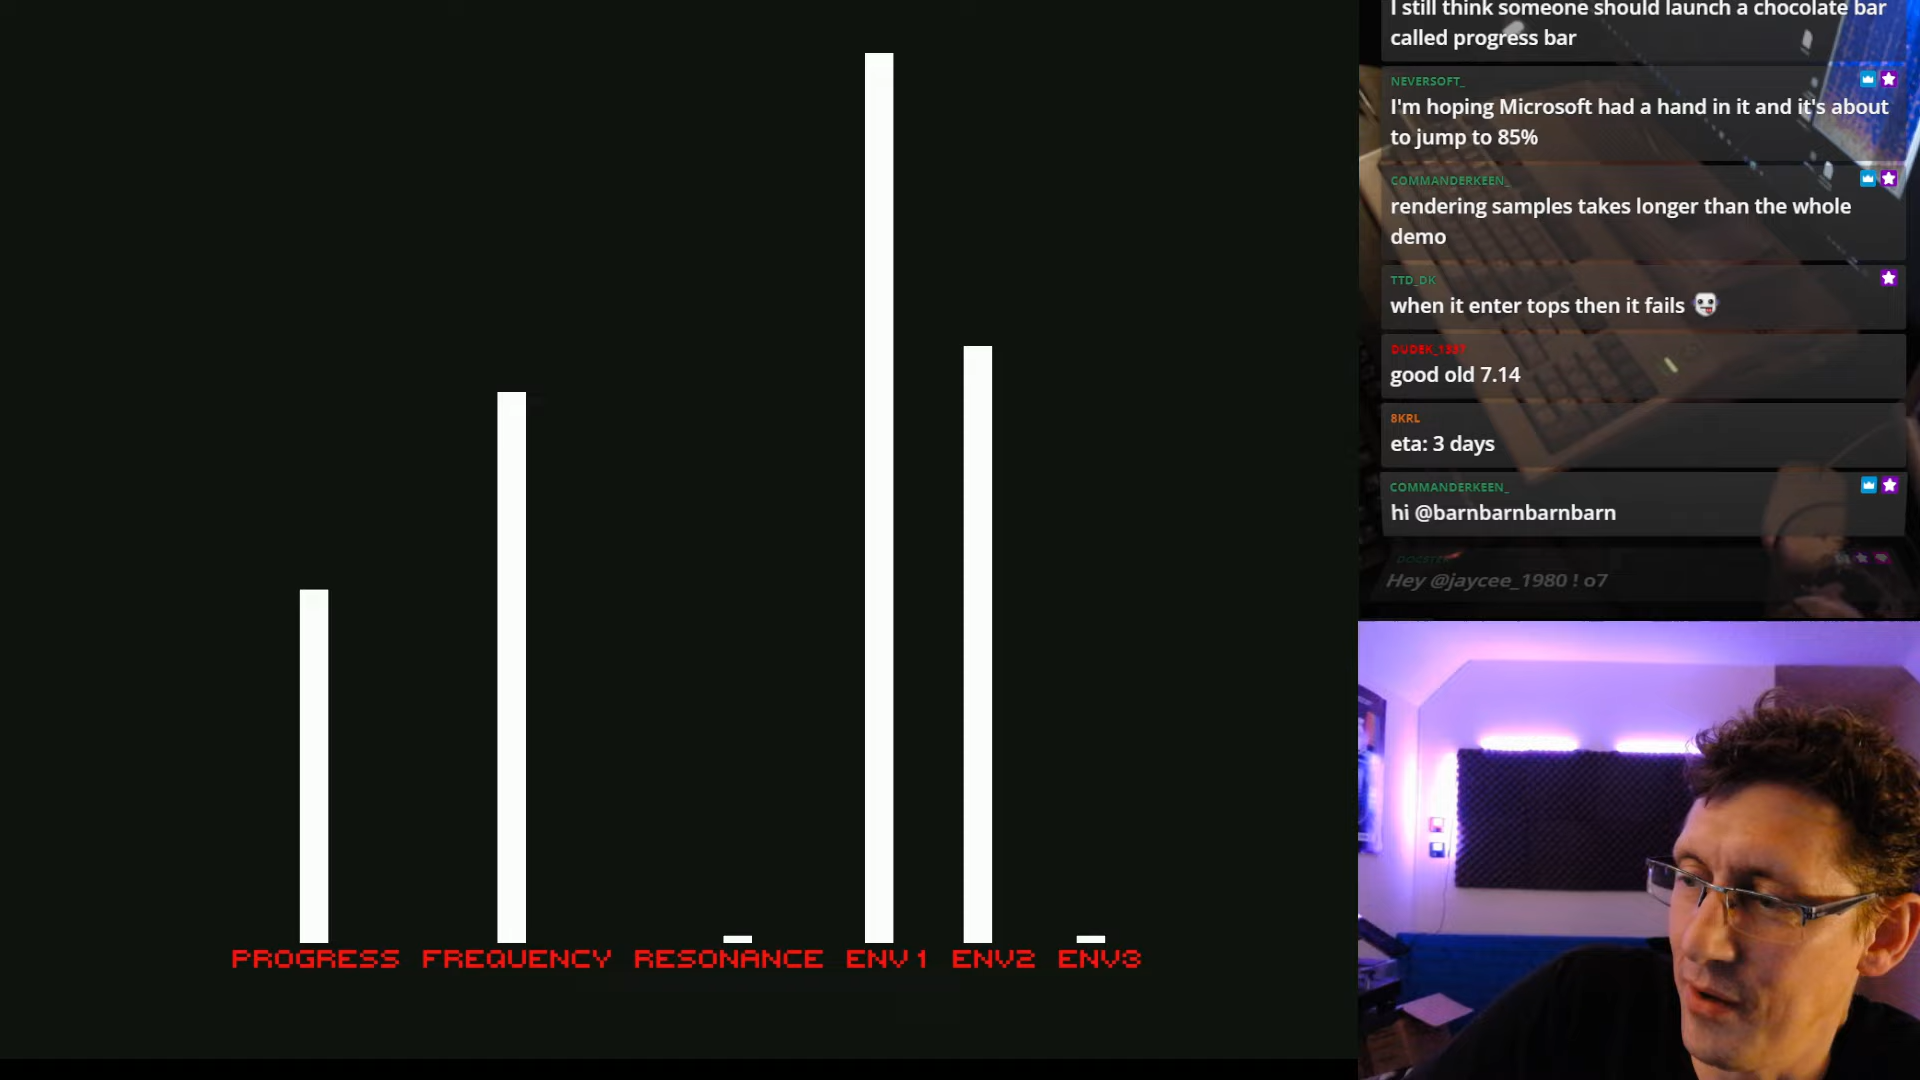 PROGRESS FREQUENCY RESONANCE ENV1 ENV2 ENV3
I still think someone should launch a chocolate bar
called progress bar
NEVERSOFT_
I'm hoping Microsoft had a hand in it and it's about
to jump to 85%
COMMANDERKEEN_
rendering samples takes longer than the whole
demo
TTD_DK
when it enter tops then it fails
DUDEK_1337
good old 7.14
8KRL
eta: 3 days
COMMANDERKEEN_
hi @barnbarnbarnbarn
Hey @jaycee_1980 ! o7